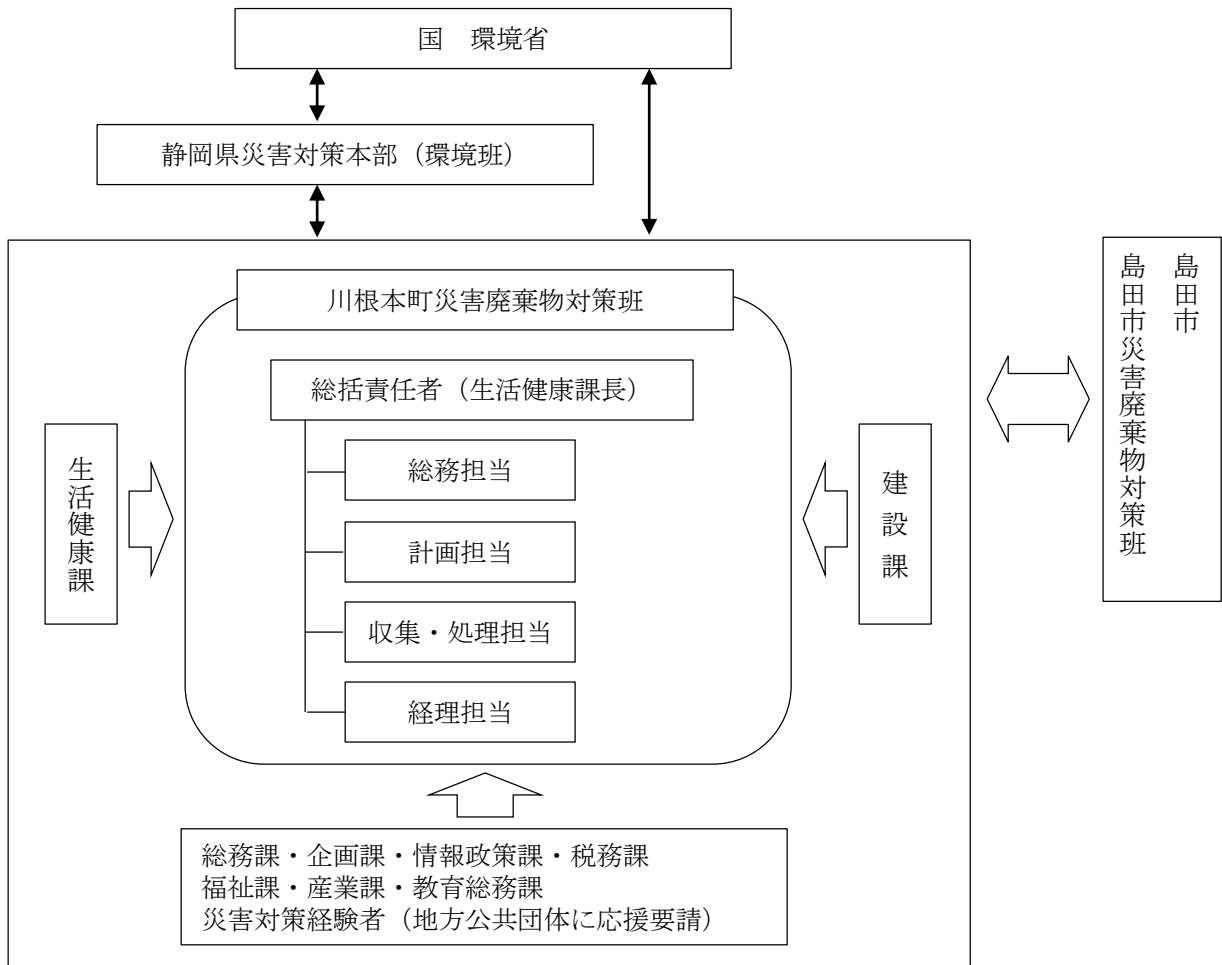 国　環境省
静岡県災害対策本部（環境班）
川根本町災害廃棄物対策班
総括責任者（生活健康課長）
総務担当
計画担当
収集・処理担当
経理担当
生活健康課
建設課
島田市
島田市災害廃棄物対策班
総務課・企画課・情報政策課・税務課
福祉課・産業課・教育総務課
災害対策経験者（地方公共団体に応援要請）